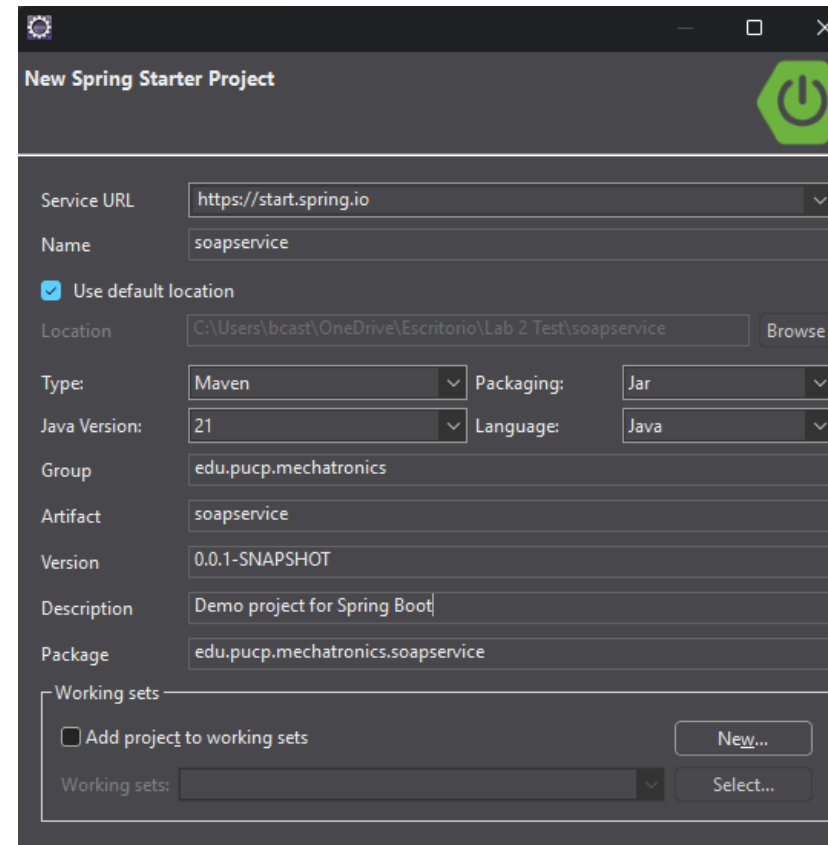 New Spring Starter Project
Service URL https://start.spring.io
Name soapservice
Use default location
Location C:\Users\bcast\OneDrive\Escritorio\Lab 2 Test\soapservice Browse
Type: Maven Packaging: Jar
Java Version: 21 Language: Java
Group edu.pucp.mechatronics
Artifact soapservice
Version 0.0.1-SNAPSHOT
Description Demo project for Spring Boot
Package edu.pucp.mechatronics.soapservice
Working sets
Add project to working sets New...
Working sets: Select...